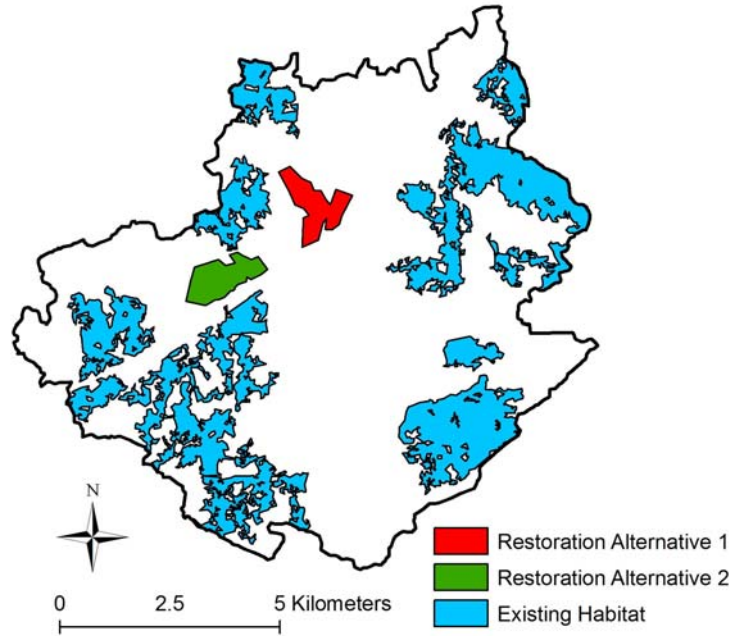 N
Restoration Alternative 1
Restoration Alternative 2
Existing Habitat
0 2.5 5 Kilometers